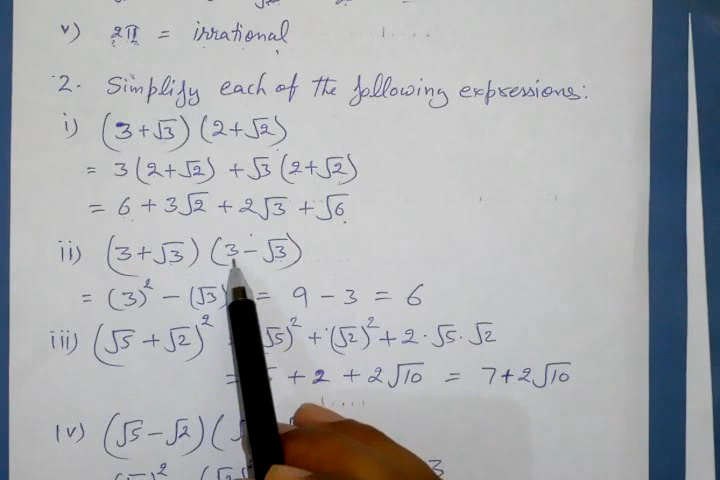 v) 2π = irrational
2. Simplify each of the following expressions:
i) (3+√3) (2+√2)
= 3(2+√2) +√3(2+√2)
= 6+3√2+2√3+√6
ii) (3+√3) (3-√3)
= (3)² - (√3) = 9 - 3 = 6
iii) (√5 +√2)² √5)² + (√2)² + 2·√5·√2
= + 2 + 2√10 = 7+2√10
iv) (√5-√2)(
3